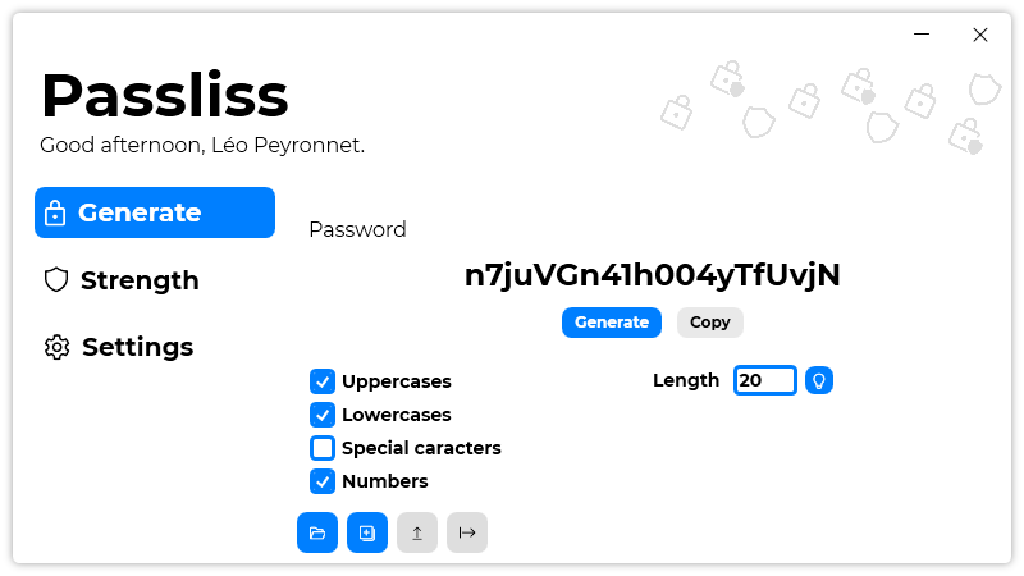 Passliss
Good afternoon, Léo Peyronnet.
Generate
Strength
Settings
Password
n7juVGn41h004yTfUvjN
Generate Copy
Uppercases
Lowercases
Special caracters
Numbers
Length 20